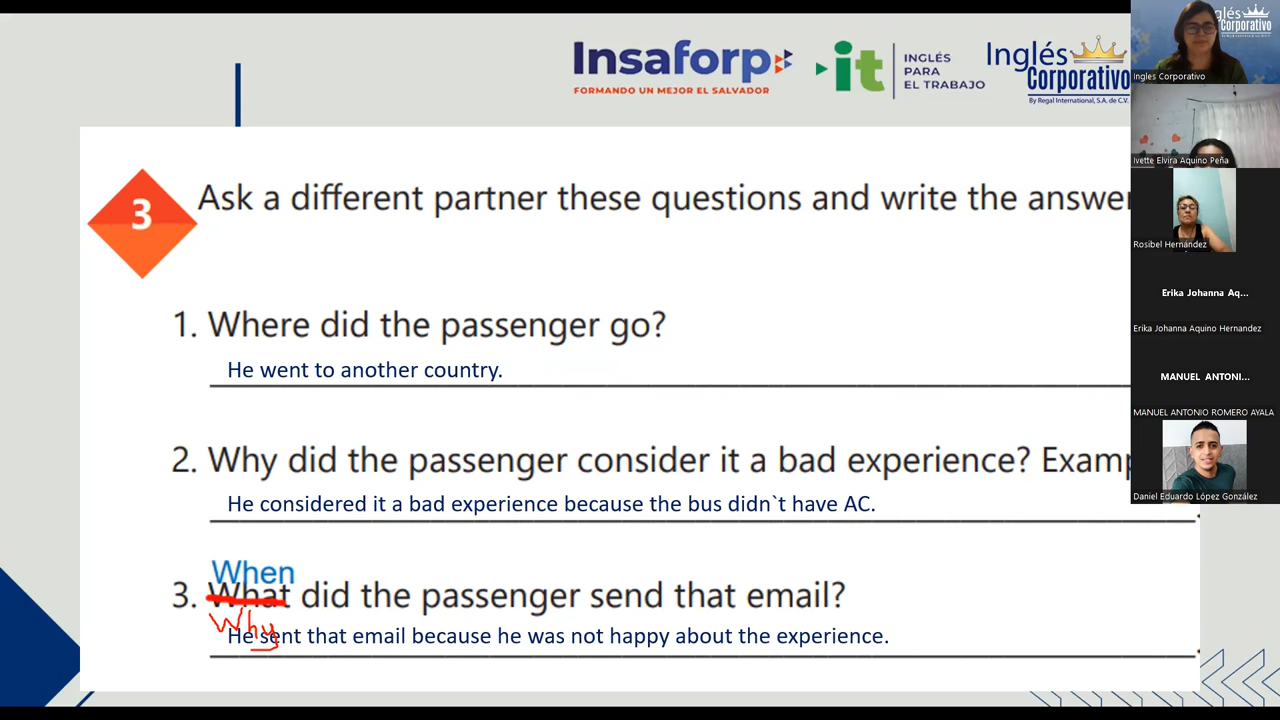 Insaforp
FORMANDO UN MEJOR EL SALVADOR
it
INGLÉS
PARA
EL TRABAJO
Inglés
Corporativo
By Regal International, S.A. de C.V.
glés
Corporativo
Ingles Corporativo
Ivette Elvira Aquino Peña
Rosibel Hernández
Erika Johanna Aq...
Erika Johanna Aquino Hernandez
MANUEL ANTONI...
MANUEL ANTONIO ROMERO AYALA
Daniel Eduardo López González
3
Ask a different partner these questions and write the answer
1. Where did the passenger go?
He went to another country.
2. Why did the passenger consider it a bad experience? Examp
He considered it a bad experience because the bus didn`t have AC.
When
3. What did the passenger send that email?
Why
He sent that email because he was not happy about the experience.